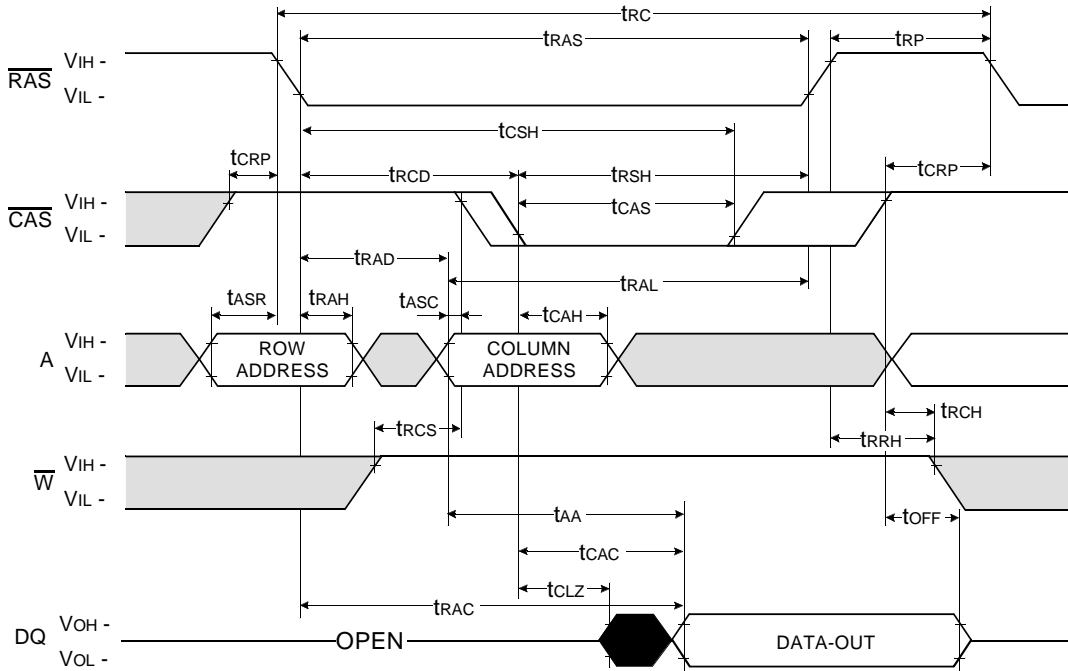 tRC
tRAS
tRP
RAS
VIH -
VIL -
tCSH
tCRP
tRCD
tRSH
tCRP
CAS
VIH -
VIL -
tCAS
tRAD
tRAL
tASR
tRAH
tASC
tCAH
A
VIH -
VIL -
ROW
ADDRESS
COLUMN
ADDRESS
tRCS
tRCH
tRRH
W
VIH -
VIL -
tAA
tOFF
tCAC
tCLZ
tRAC
DQ
VOH -
VOL -
OPEN
DATA-OUT